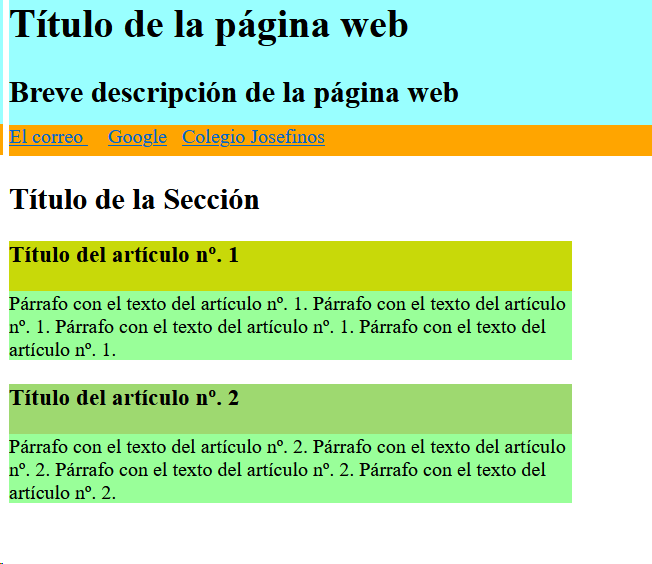 Título de la página web
Breve descripción de la página web
El correo Google Colegio Josefinos
Título de la Sección
Título del artículo nº. 1
Párrafo con el texto del artículo nº. 1. Párrafo con el texto del artículo
nº. 1. Párrafo con el texto del artículo nº. 1. Párrafo con el texto del
artículo nº. 1.
Título del artículo nº. 2
Párrafo con el texto del artículo nº. 2. Párrafo con el texto del artículo
nº. 2. Párrafo con el texto del artículo nº. 2. Párrafo con el texto del
artículo nº. 2.